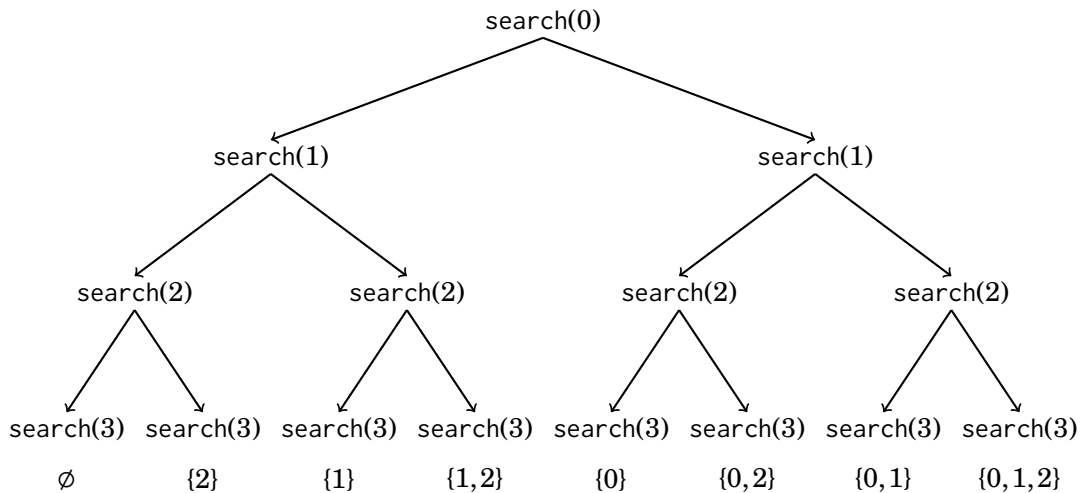 search(0)
search(1) search(1)
search(2) search(2) search(2) search(2)
search(3) search(3) search(3) search(3) search(3) search(3) search(3) search(3)
∅ {2} {1} {1,2} {0} {0,2} {0,1} {0,1,2}